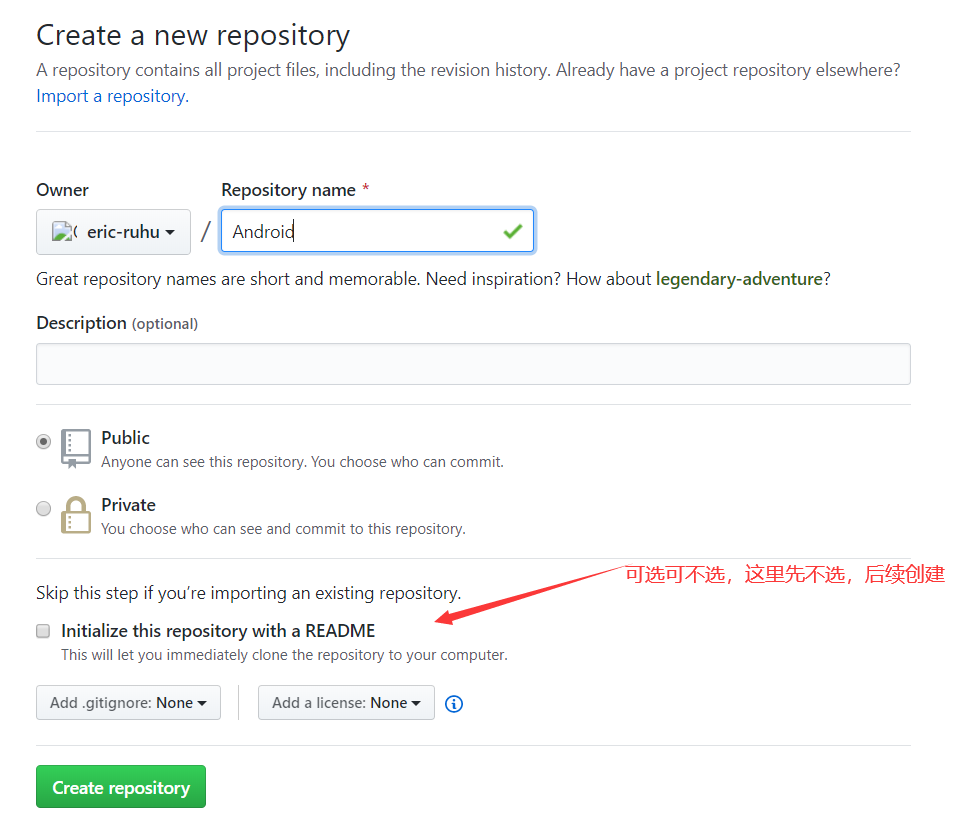 Create a new repository
A repository contains all project files, including the revision history. Already have a project repository elsewhere?
Import a repository.
Owner
Repository name *
eric-ruhu / Android
Great repository names are short and memorable. Need inspiration? How about legendary-adventure?
Description (optional)
Public
Anyone can see this repository. You choose who can commit.
Private
You choose who can see and commit to this repository.
可选可不选，这里先不选，后续创建
Skip this step if you’re importing an existing repository.
Initialize this repository with a README
This will let you immediately clone the repository to your computer.
Add .gitignore: None
Add a license: None
Create repository